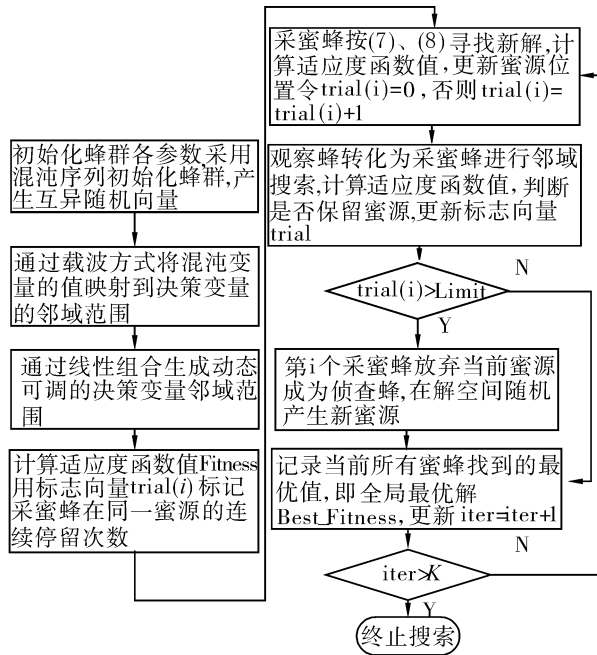 初始化蜂群各参数,采用
混沌序列初始化蜂群,产
生互异随机向量
通过载波方式将混沌变
量的值映射到决策变量
的邻域范围
通过线性组合生成动态
可调的决策变量邻域范
围
计算适应度函数值Fitness
用标志向量trial(i)标记
采蜜蜂在同一蜜源的连
续停留次数
采蜜蜂按(7)、(8)寻找新解,计
算适应度函数值,更新蜜源位
置令trial(i)=0,否则trial(i)=
trial(i)+1
观察蜂转化为采蜜蜂进行邻域
搜索,计算适应度函数值,判断
是否保留蜜源,更新标志向量
trial
trial(i)>Limit
N
Y
第i个采蜜蜂放弃当前蜜源
成为侦查蜂,在解空间随机
产生新蜜源
记录当前所有蜜蜂找到的最
优值,即全局最优解
Best_Fitness,更新iter=iter+1
iter>K
N
Y
终止搜索